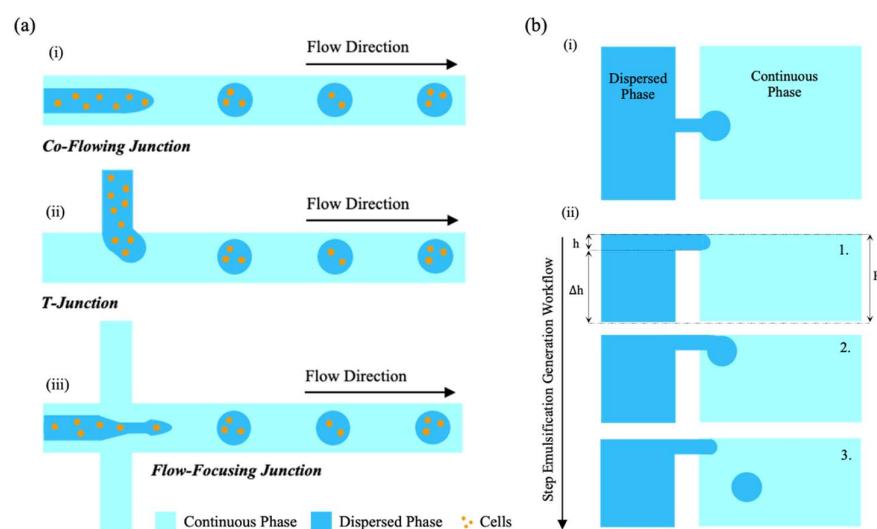 (a)
(i)
Flow Direction
Co-Flowing Junction
(ii)
Flow Direction
T-Junction
(iii)
Flow Direction
Flow-Focusing Junction
Continuous Phase
Dispersed Phase
Cells
(b)
(i)
Dispersed
Phase
Continuous
Phase
(ii)
Step Emulsification Generation Workflow
h
Δh
1.
2.
3.